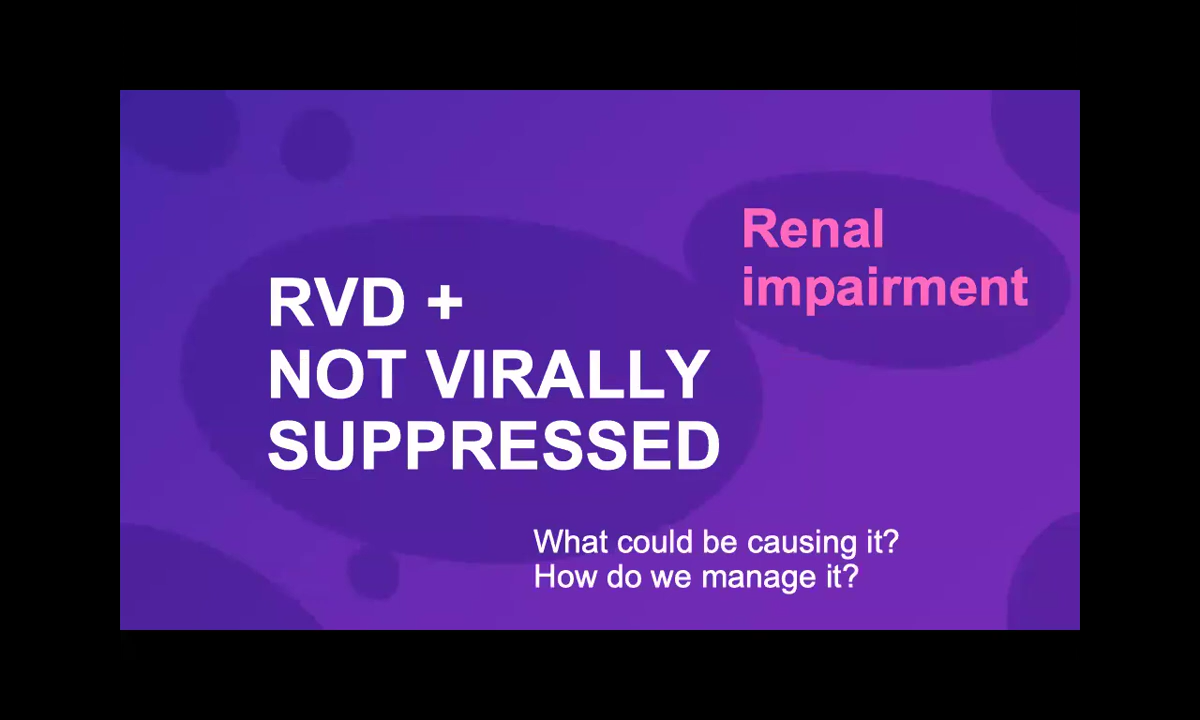 Renal
impairment
RVD +
NOT VIRALLY
SUPPRESSED
What could be causing it?
How do we manage it?